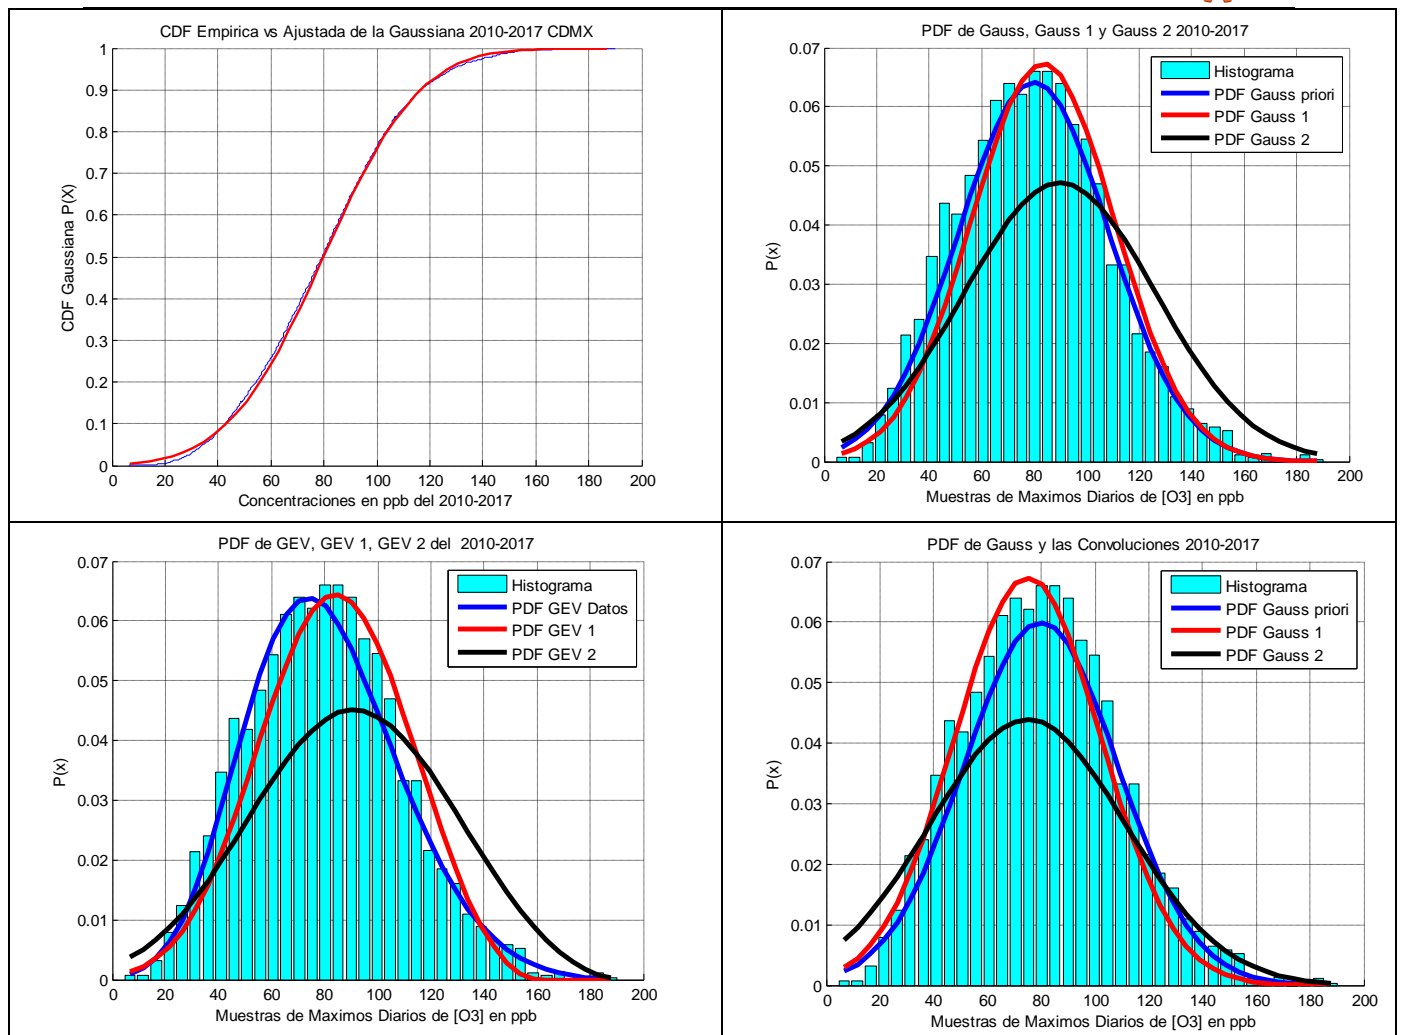 CDF Empirica vs Ajustada de la Gaussiana 2010-2017 CDMX
1
0.9
0.8
0.7
0.6
0.5
0.4
0.3
0.2
0.1
0
CDF Gaussiana P(X)
0 20 40 60 80 100 120 140 160 180 200
Concentraciones en ppb del 2010-2017
PDF de Gauss, Gauss 1 y Gauss 2 2010-2017
0.07
0.06
0.05
0.04
0.03
0.02
0.01
0
P(x)
Histograma
PDF Gauss priori
PDF Gauss 1
PDF Gauss 2
0 20 40 60 80 100 120 140 160 180 200
Muestras de Maximos Diarios de [O3] en ppb
PDF de GEV, GEV 1, GEV 2 del 2010-2017
0.07
0.06
0.05
0.04
0.03
0.02
0.01
0
P(x)
Histograma
PDF GEV Datos
PDF GEV 1
PDF GEV 2
0 20 40 60 80 100 120 140 160 180 200
Muestras de Maximos Diarios de [O3] en ppb
PDF de Gauss y las Convoluciones 2010-2017
0.07
0.06
0.05
0.04
0.03
0.02
0.01
0
P(x)
Histograma
PDF Gauss priori
PDF Gauss 1
PDF Gauss 2
0 20 40 60 80 100 120 140 160 180 200
Muestras de Maximos Diarios de [O3] en ppb